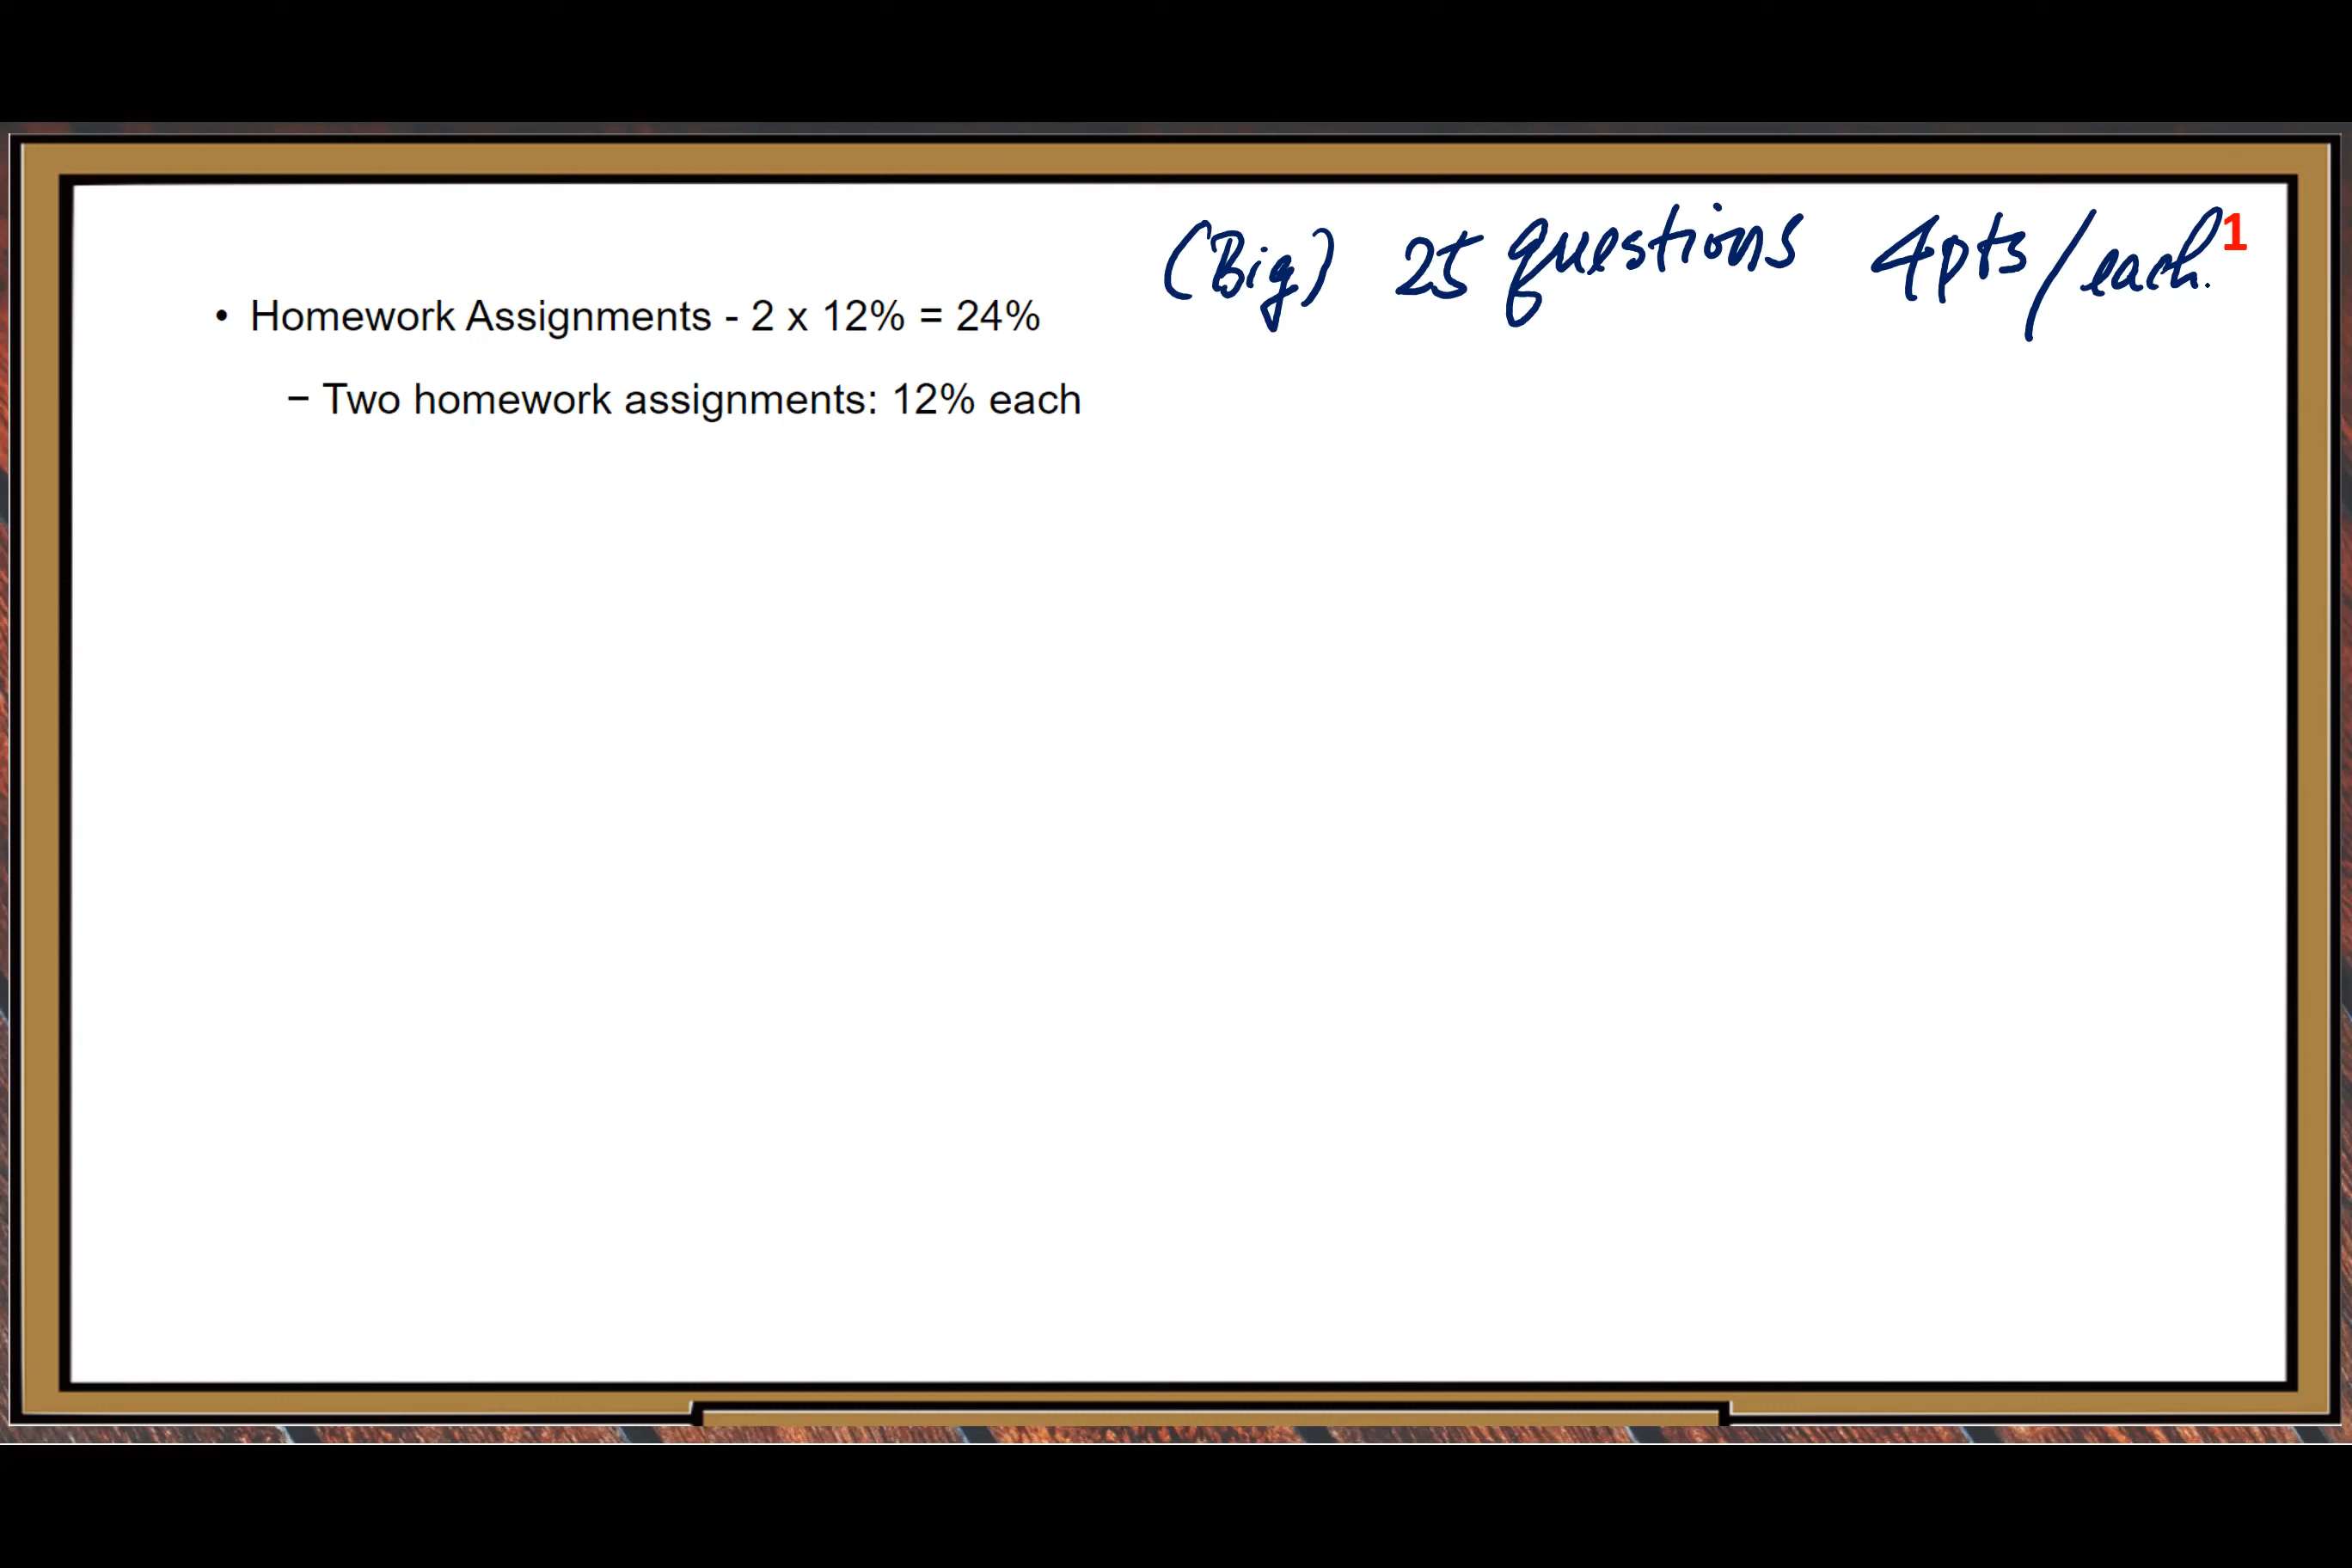 (Big) 25 questions 4pts/each.
1
• Homework Assignments - 2 x 12% = 24%
– Two homework assignments: 12% each